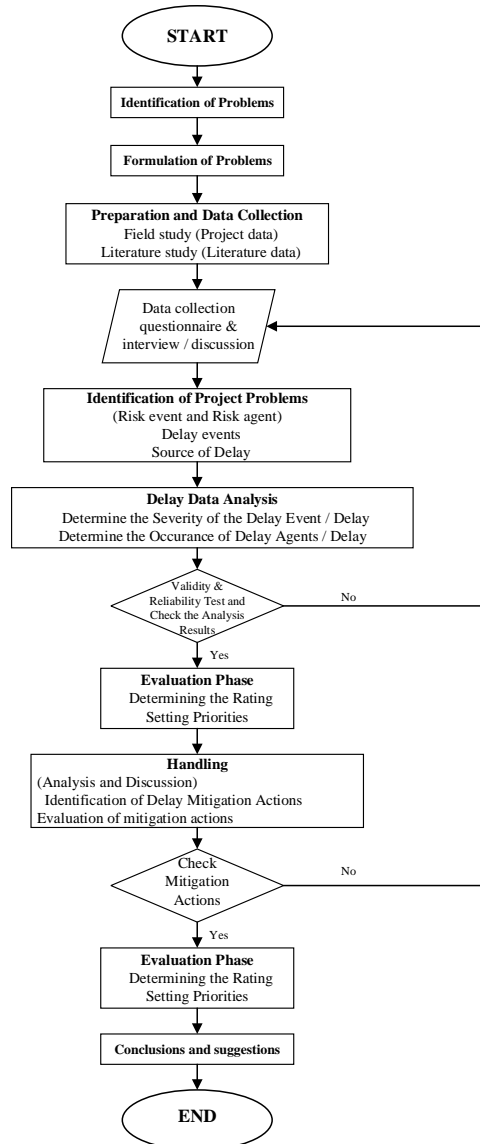 START
Identification of Problems
Formulation of Problems
Preparation and Data Collection
Field study (Project data)
Literature study (Literature data)
Data collection
questionnaire &
interview / discussion
Identification of Project Problems
(Risk event and Risk agent)
Delay events
Source of Delay
Delay Data Analysis
Determine the Severity of the Delay Event / Delay
Determine the Occurance of Delay Agents / Delay
Validity &
Reliability Test and
Check the Analysis
Results
No
Yes
Evaluation Phase
Determining the Rating
Setting Priorities
Handling
(Analysis and Discussion)
Identification of Delay Mitigation Actions
Evaluation of mitigation actions
Check
Mitigation
Actions
No
Yes
Evaluation Phase
Determining the Rating
Setting Priorities
Conclusions and suggestions
END